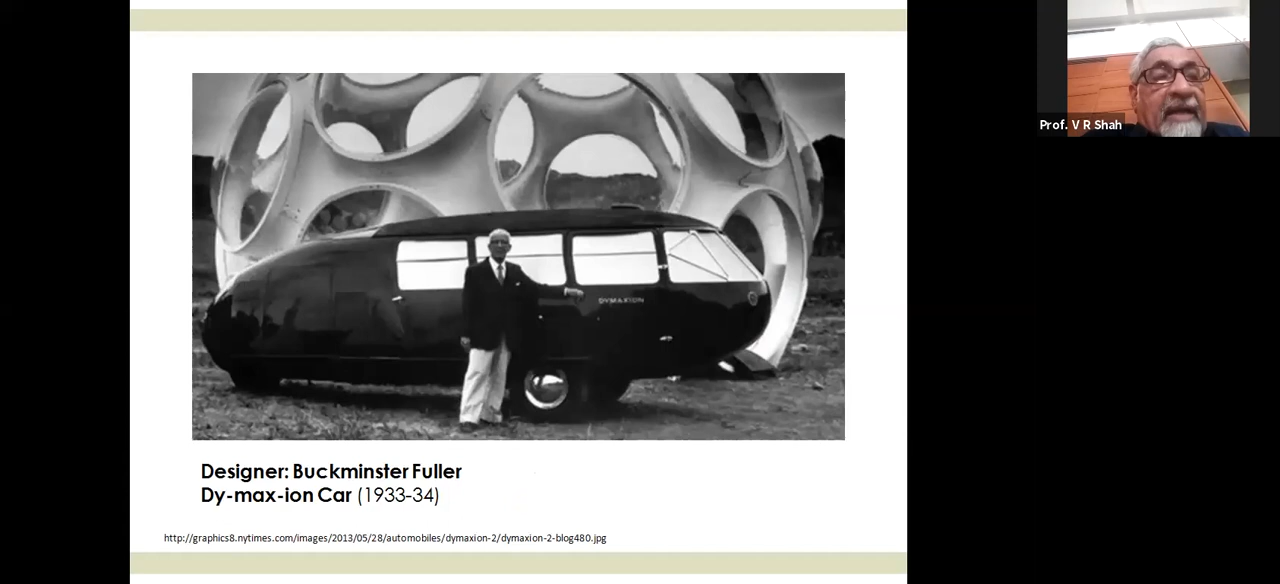 DYMAXION
Prof. V R Shah
Designer: Buckminster Fuller
Dy-max-ion Car (1933-34)
http://graphics8.nytimes.com/images/2013/05/28/automobiles/dymaxion-2/dymaxion-2-blog480.jpg